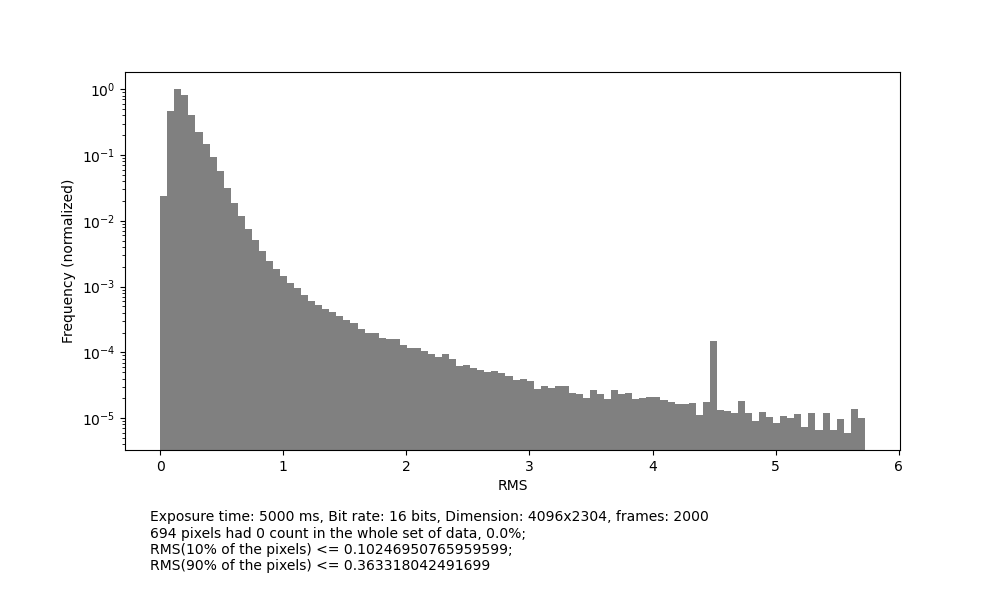 10⁰
10⁻¹
10⁻²
10⁻³
10⁻⁴
10⁻⁵
Frequency (normalized)
0 1 2 3 4 5 6
RMS
Exposure time: 5000 ms, Bit rate: 16 bits, Dimension: 4096x2304, frames: 2000
694 pixels had 0 count in the whole set of data, 0.0%;
RMS(10% of the pixels) <= 0.10246950765959599;
RMS(90% of the pixels) <= 0.363318042491699